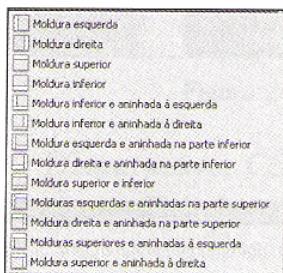 Moldura esquerda
Moldura direita
Moldura superior
Moldura inferior
Moldura inferior e aninhada à esquerda
Moldura inferior e aninhada à direita
Moldura esquerda e aninhada na parte inferior
Moldura direita e aninhada na parte inferior
Moldura superior e inferior
Molduras esquerdas e aninhadas na parte superior
Moldura direita e aninhada na parte superior
Molduras superiores e aninhadas à esquerda
Moldura superior e aninhada à direita